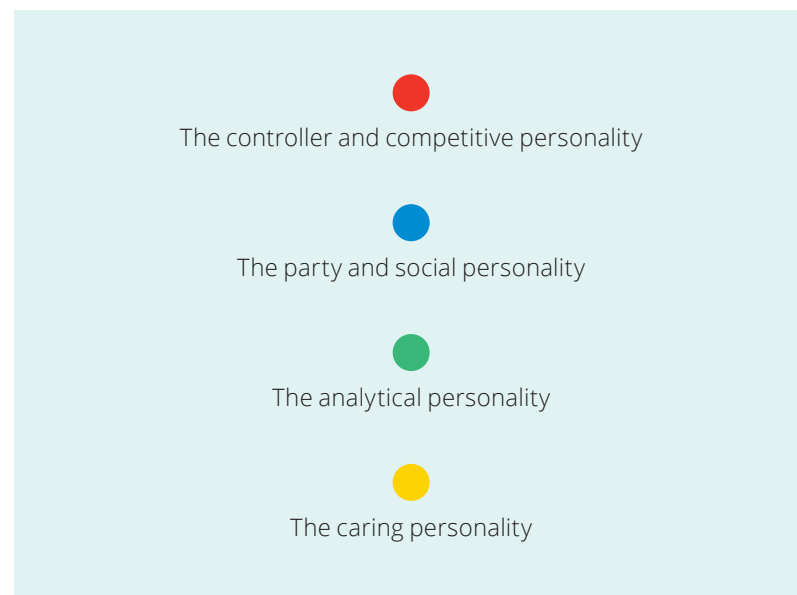 The controller and competitive personality
The party and social personality
The analytical personality
The caring personality